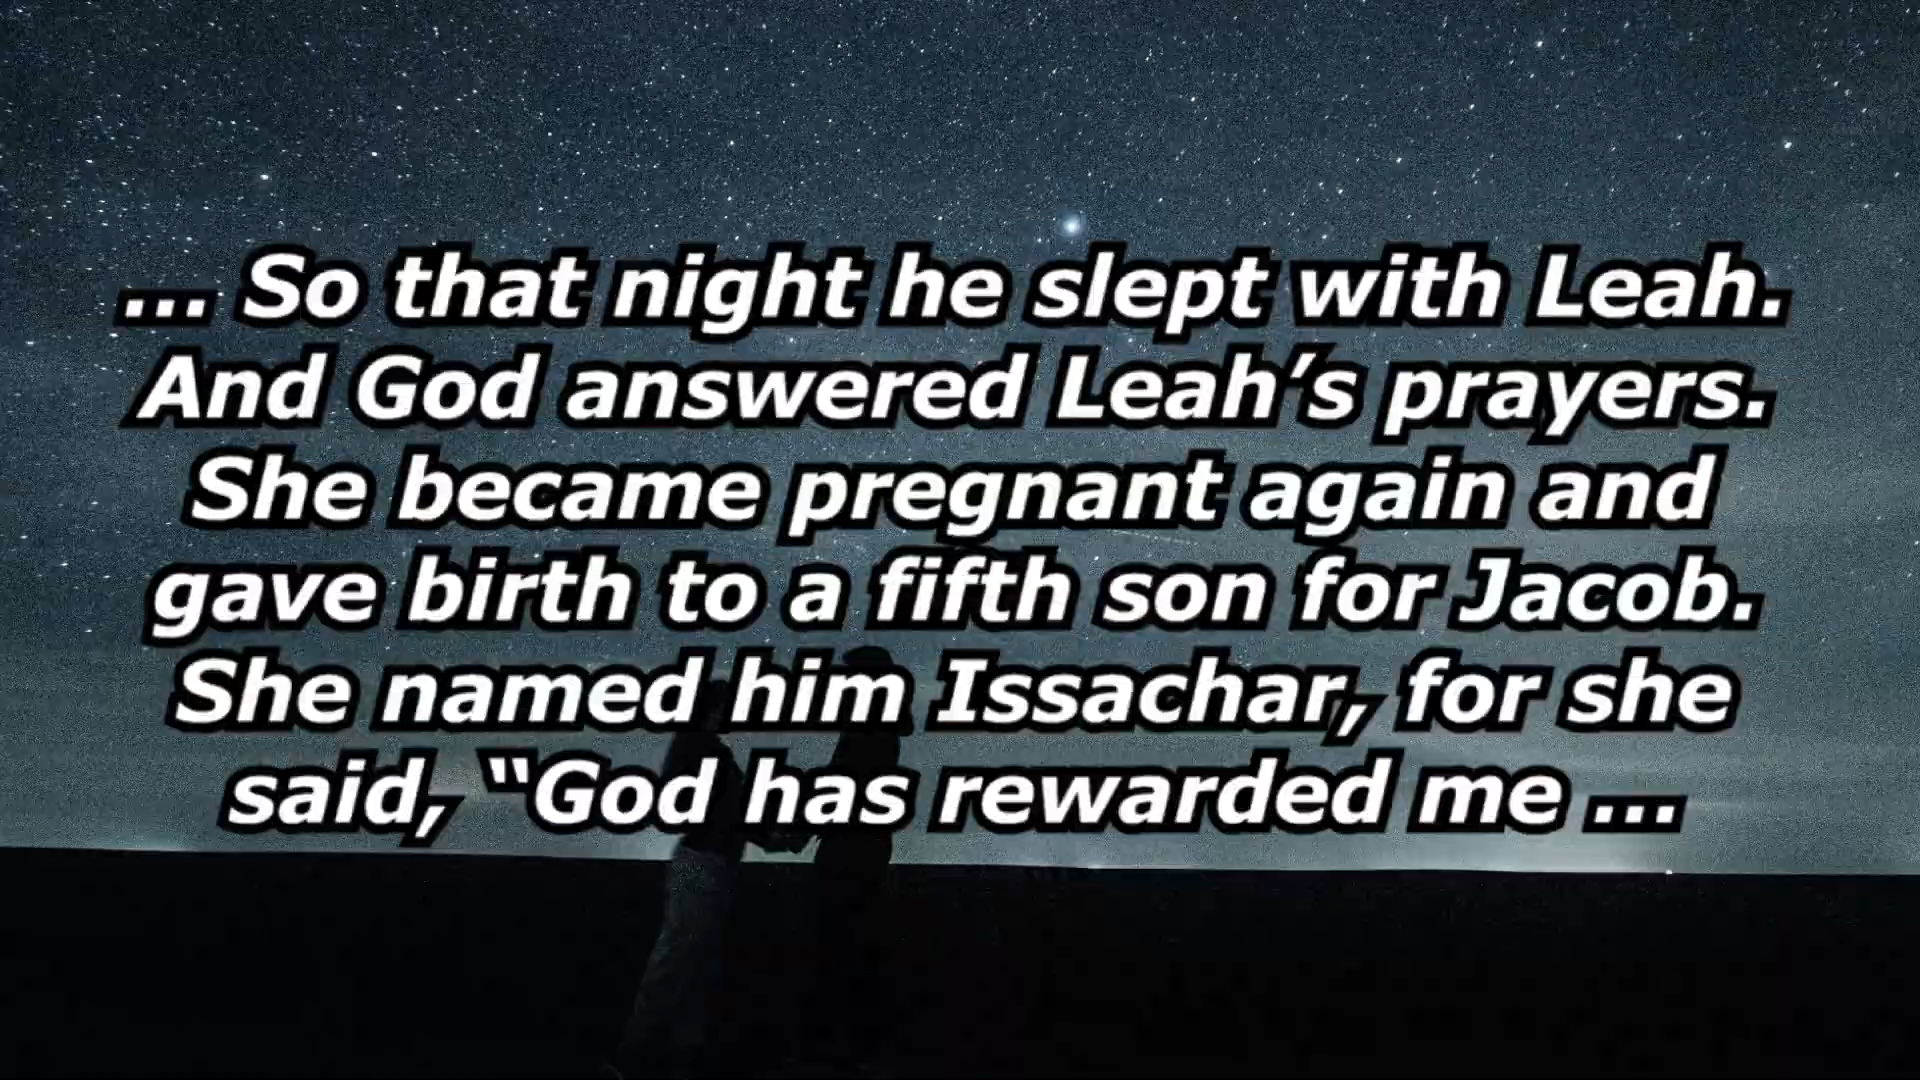 ... So that night he slept with Leah.
And God answered Leah’s prayers.
She became pregnant again and
gave birth to a fifth son for Jacob.
She named him Issachar, for she
said, “God has rewarded me ...